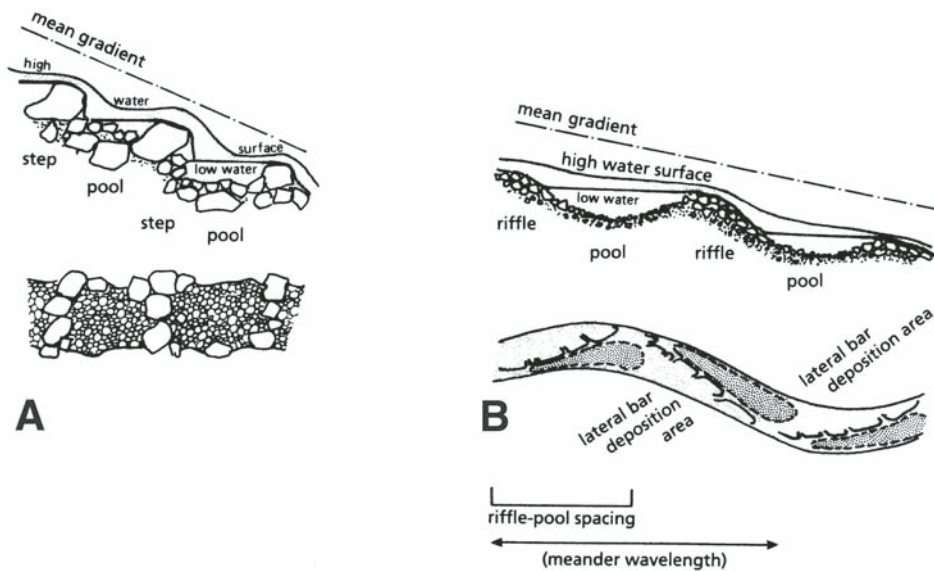 mean gradient
high
water
surface
step
pool
low water
step
pool
A
mean gradient
high water surface
low water
riffle
pool
riffle
pool
lateral bar
deposition area
lateral bar
deposition
area
B
riffle-pool spacing
(meander wavelength)